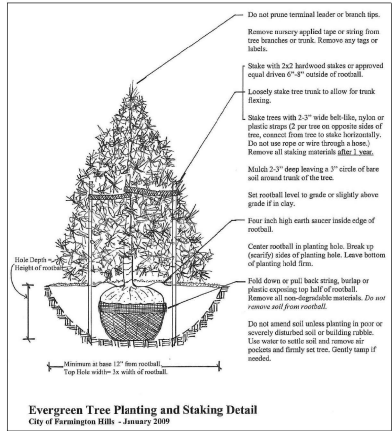 Do not prune terminal leader or branch tips.
Remove nursery applied tape or string from
tree branches or trunk. Remove any tags or
labels.
Stake with 2x2 hardwood stakes or approved
equal driven 6"-8" outside of rootball.
Loosely stake tree trunk to allow for trunk
flexing.
Stake trees with 2-3" wide belt-like, nylon or
plastic straps (2 per tree on opposite sides of
tree, connect from tree to stake horizontally.
Do not use rope or wire through a hose.)
Remove all staking materials after 1 year.
Mulch 2-3" deep leaving a 3" circle of bare
soil around trunk of the tree.
Set rootball level to grade or slightly above
grade if in clay.
Four inch high earth saucer inside edge of
rootball.
Center rootball in planting hole. Break up
(scarify) sides of planting hole. Leave bottom
of planting hold firm.
Fold down or pull back string, burlap or
plastic exposing top half of rootball.
Remove all non-degradable materials. Do not
remove soil from rootball.
Do not amend soil unless planting in poor or
severely disturbed soil or building rubble.
Use water to settle soil and remove air
pockets and firmly set tree. Gently tamp if
needed.
Hole Depth =
Height of rootball
Minimum at base 12" from rootball
Top Hole width= 3x width of rootball.
Evergreen Tree Planting and Staking Detail
City of Farmington Hills - January 2009